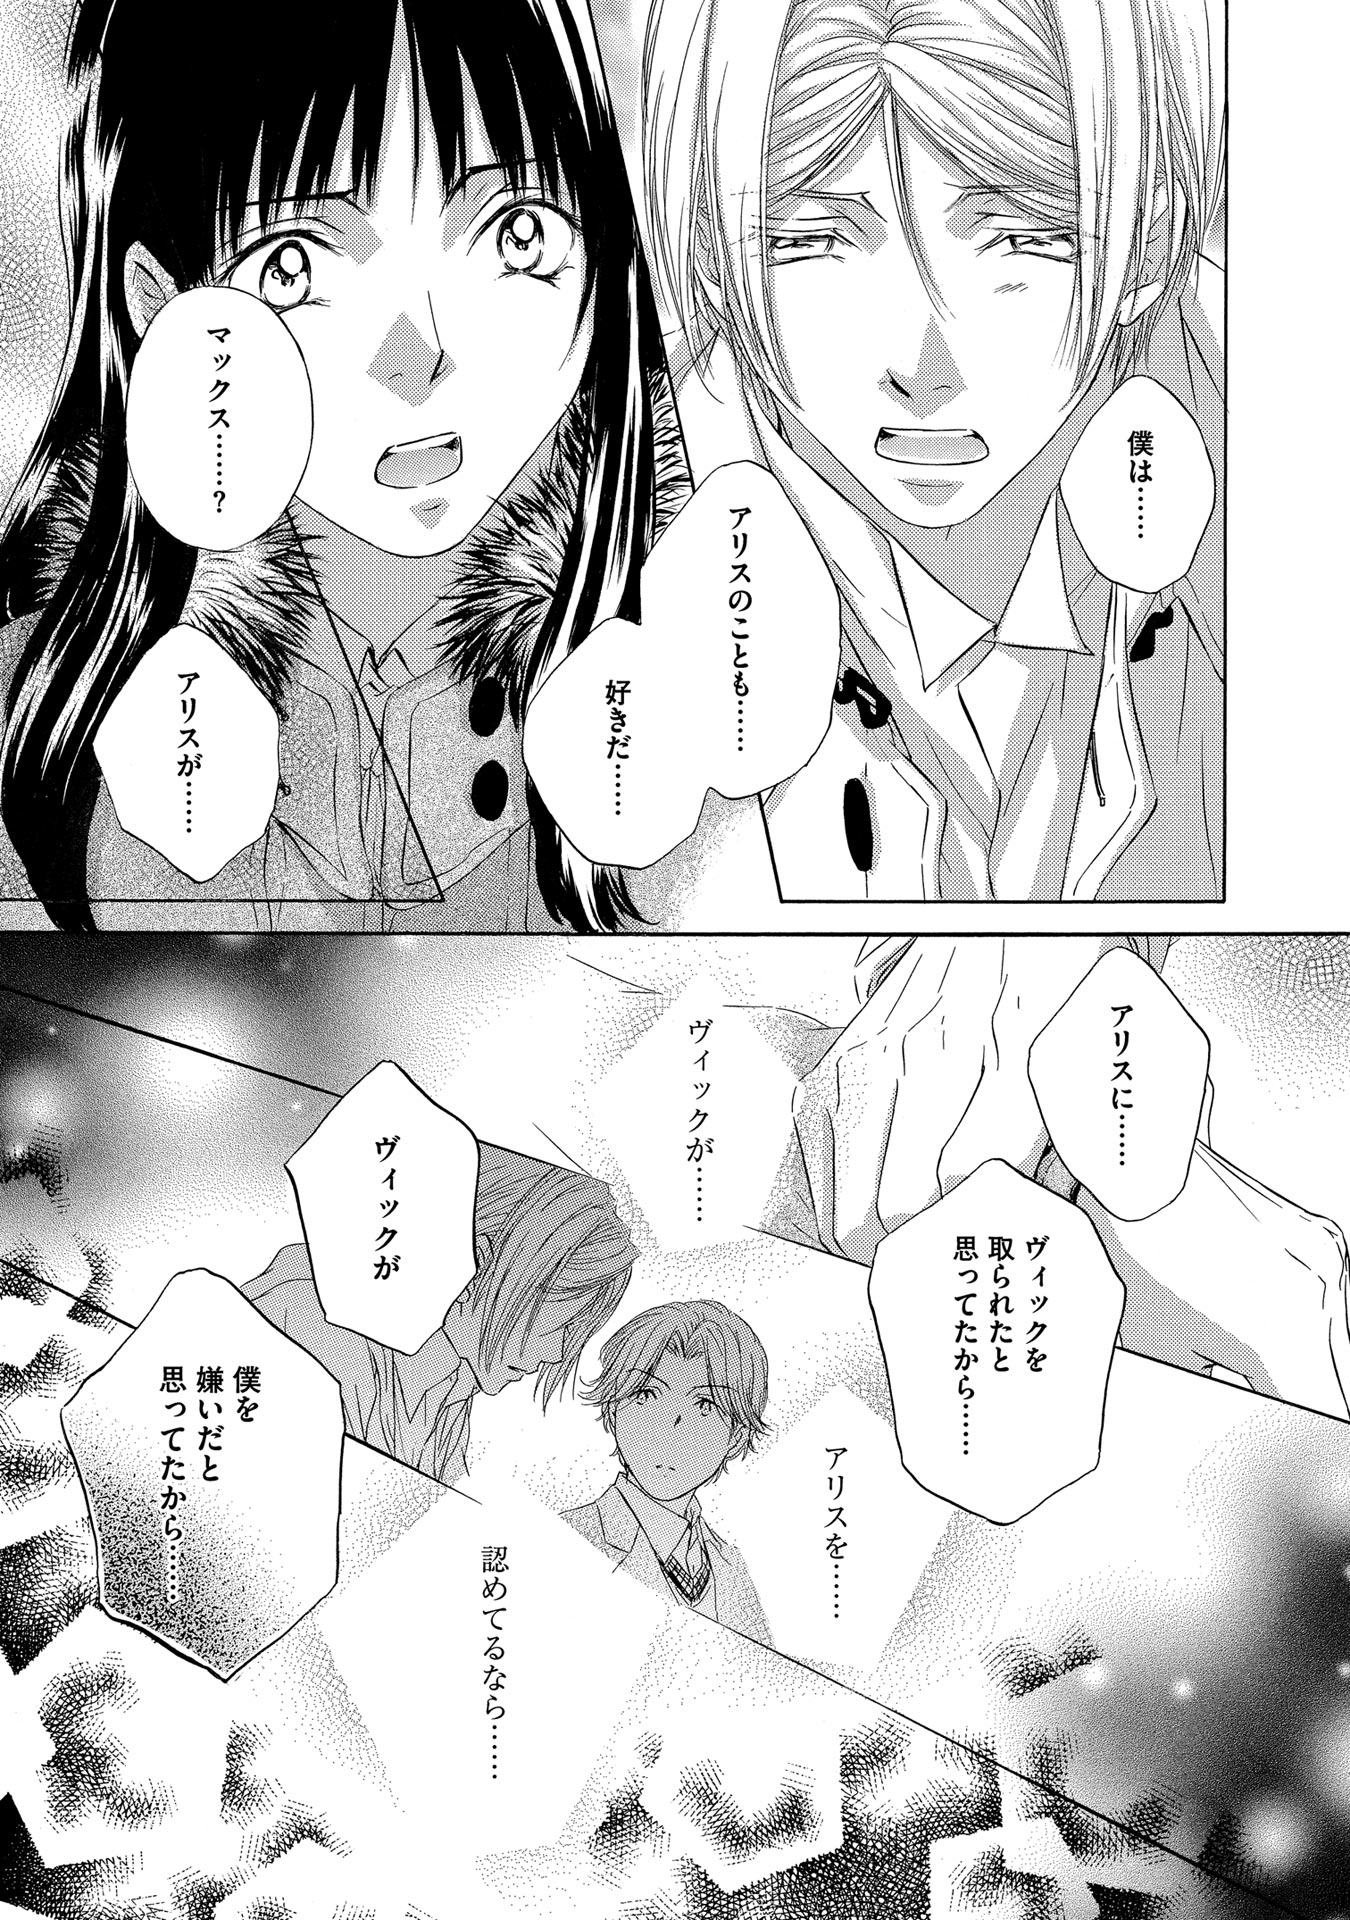 僕は……
アリスのことも……
好きだ……
マックス……？
アリスが……
アリスに……
ヴィックを
取られたと
思ってたから……
ヴィックが……
ヴィックが
僕を
嫌いだと
思ってたから……
アリスを……
認めてるなら……